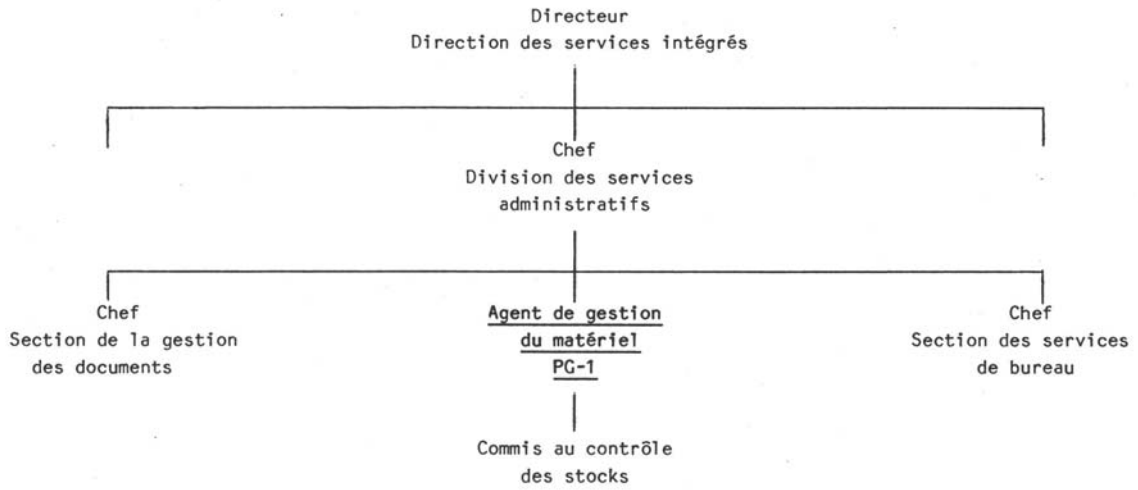 Directeur
Direction des services intégrés
Chef
Division des services
administratifs
Chef
Section de la gestion
des documents
Agent de gestion
du matériel
PG-1
Chef
Section des services
de bureau
Commis au contrôle
des stocks